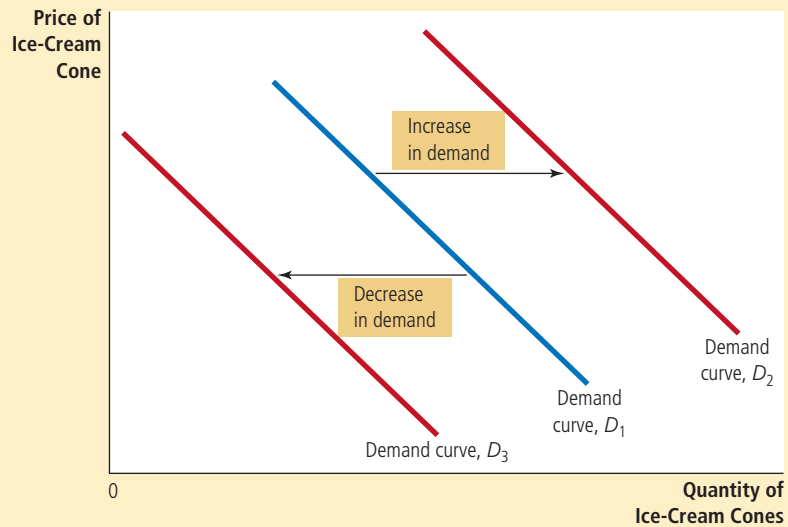 Price of
Ice-Cream
Cone
Increase
in demand
Decrease
in demand
Demand
curve, D2
Demand
curve, D1
Demand curve, D3
0
Quantity of
Ice-Cream Cones